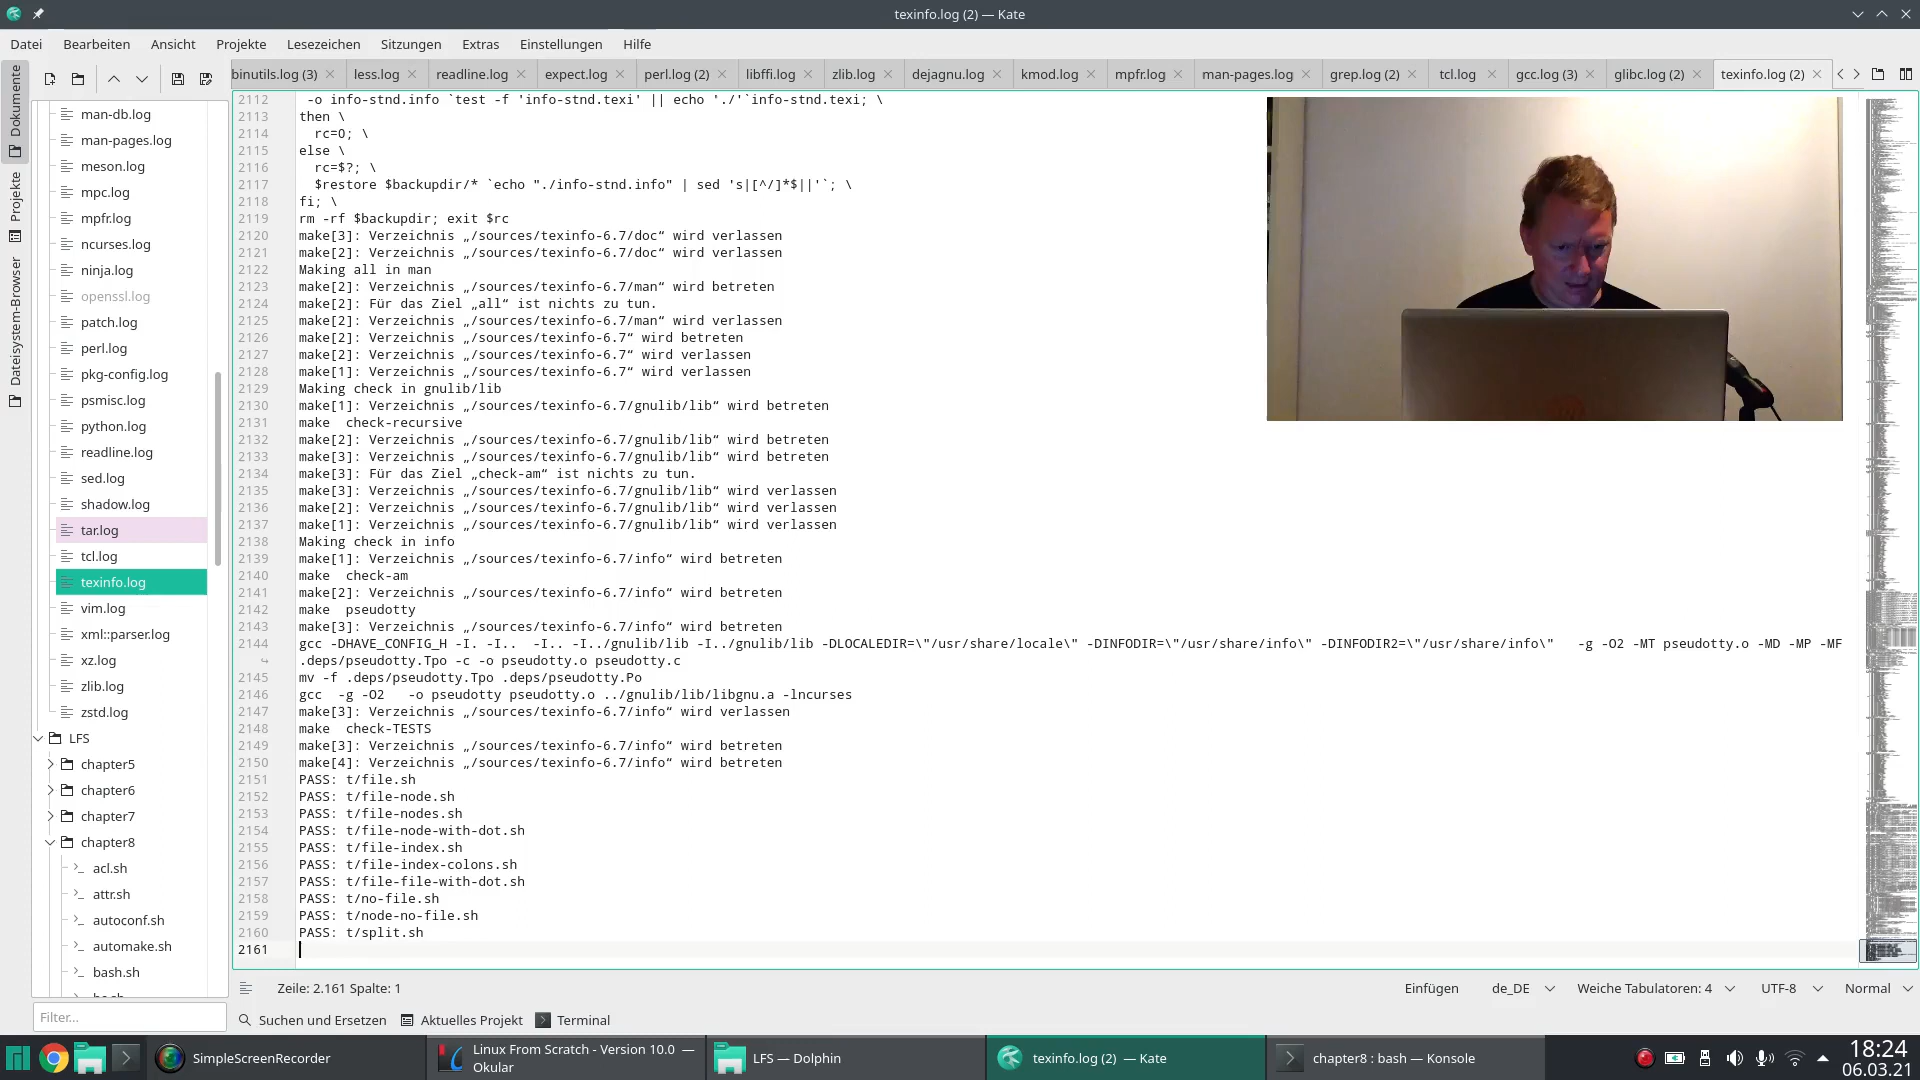 texinfo.log (2) — Kate
Datei Bearbeiten Ansicht Projekte Lesezeichen Sitzungen Extras Einstellungen Hilfe
binutils.log (3) less.log readline.log expect.log perl.log (2) libffi.log zlib.log dejagnu.log kmod.log mpfr.log man-pages.log grep.log (2) tcl.log gcc.log (3) glibc.log (2) texinfo.log (2)
Dokumente
Projekte
Dateisystem-Browser
man-db.log
man-pages.log
meson.log
mpc.log
mpfr.log
ncurses.log
ninja.log
openssl.log
patch.log
perl.log
pkg-config.log
psmisc.log
python.log
readline.log
sed.log
shadow.log
tar.log
tcl.log
texinfo.log
vim.log
xml::parser.log
xz.log
zlib.log
zstd.log
LFS
chapter5
chapter6
chapter7
chapter8
acl.sh
attr.sh
autoconf.sh
automake.sh
bash.sh
Filter...
2112 -o info-stnd.info `test -f 'info-stnd.texi' || echo './'`info-stnd.texi; \
2113 then \
2114 rc=0; \
2115 else \
2116 rc=$?; \
2117 $restore $backupdir/* `echo "./info-stnd.info" | sed 's|[^/]*$||'`; \
2118 fi; \
2119 rm -rf $backupdir; exit $rc
2120 make[3]: Verzeichnis „/sources/texinfo-6.7/doc“ wird verlassen
2121 make[2]: Verzeichnis „/sources/texinfo-6.7/doc“ wird verlassen
2122 Making all in man
2123 make[2]: Verzeichnis „/sources/texinfo-6.7/man“ wird betreten
2124 make[2]: Für das Ziel „all“ ist nichts zu tun.
2125 make[2]: Verzeichnis „/sources/texinfo-6.7/man“ wird verlassen
2126 make[2]: Verzeichnis „/sources/texinfo-6.7“ wird betreten
2127 make[2]: Verzeichnis „/sources/texinfo-6.7“ wird verlassen
2128 make[1]: Verzeichnis „/sources/texinfo-6.7“ wird verlassen
2129 Making check in gnulib/lib
2130 make[1]: Verzeichnis „/sources/texinfo-6.7/gnulib/lib“ wird betreten
2131 make  check-recursive
2132 make[2]: Verzeichnis „/sources/texinfo-6.7/gnulib/lib“ wird betreten
2133 make[3]: Verzeichnis „/sources/texinfo-6.7/gnulib/lib“ wird betreten
2134 make[3]: Für das Ziel „check-am“ ist nichts zu tun.
2135 make[3]: Verzeichnis „/sources/texinfo-6.7/gnulib/lib“ wird verlassen
2136 make[2]: Verzeichnis „/sources/texinfo-6.7/gnulib/lib“ wird verlassen
2137 make[1]: Verzeichnis „/sources/texinfo-6.7/gnulib/lib“ wird verlassen
2138 Making check in info
2139 make[1]: Verzeichnis „/sources/texinfo-6.7/info“ wird betreten
2140 make  check-am
2141 make[2]: Verzeichnis „/sources/texinfo-6.7/info“ wird betreten
2142 make  pseudotty
2143 make[3]: Verzeichnis „/sources/texinfo-6.7/info“ wird betreten
2144 gcc -DHAVE_CONFIG_H -I. -I..  -I.. -I../gnulib/lib -I../gnulib/lib -DLOCALEDIR=\"/usr/share/locale\" -DINFODIR=\"/usr/share/info\" -DINFODIR2=\"/usr/share/info\"   -g -O2 -MT pseudotty.o -MD -MP -MF
.deps/pseudotty.Tpo -c -o pseudotty.o pseudotty.c
2145 mv -f .deps/pseudotty.Tpo .deps/pseudotty.Po
2146 gcc  -g -O2   -o pseudotty pseudotty.o ../gnulib/lib/libgnu.a -lncurses
2147 make[3]: Verzeichnis „/sources/texinfo-6.7/info“ wird verlassen
2148 make  check-TESTS
2149 make[3]: Verzeichnis „/sources/texinfo-6.7/info“ wird betreten
2150 make[4]: Verzeichnis „/sources/texinfo-6.7/info“ wird betreten
2151 PASS: t/file.sh
2152 PASS: t/file-node.sh
2153 PASS: t/file-nodes.sh
2154 PASS: t/file-node-with-dot.sh
2155 PASS: t/file-index.sh
2156 PASS: t/file-index-colons.sh
2157 PASS: t/file-file-with-dot.sh
2158 PASS: t/no-file.sh
2159 PASS: t/node-no-file.sh
2160 PASS: t/split.sh
2161
Zeile: 2.161 Spalte: 1 Einfügen de_DE Weiche Tabulatoren: 4 UTF-8 Normal
Suchen und Ersetzen Aktuelles Projekt Terminal
SimpleScreenRecorder
Linux From Scratch - Version 10.0 —
Okular
LFS — Dolphin
texinfo.log (2) — Kate
chapter8 : bash — Konsole
18:24
06.03.21